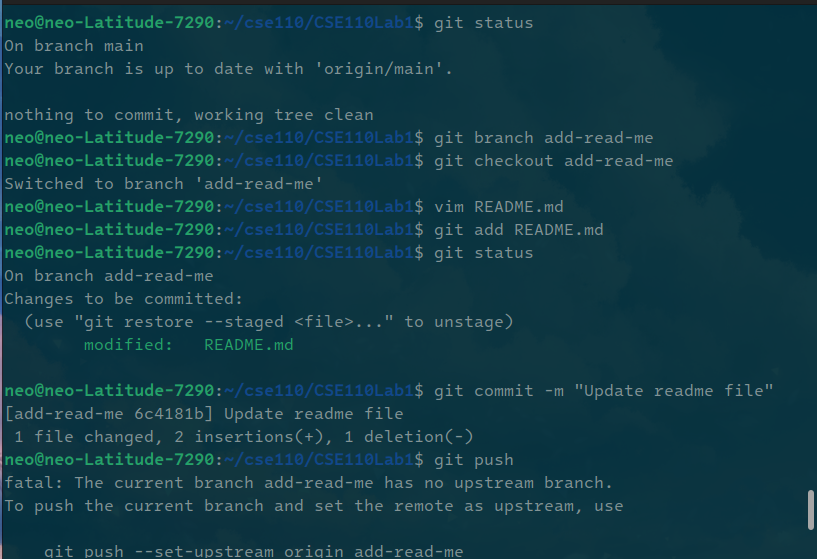 neo@neo-Latitude-7290:~/cse110/CSE110Lab1$ git status
On branch main
Your branch is up to date with 'origin/main'.
nothing to commit, working tree clean
neo@neo-Latitude-7290:~/cse110/CSE110Lab1$ git branch add-read-me
neo@neo-Latitude-7290:~/cse110/CSE110Lab1$ git checkout add-read-me
Switched to branch 'add-read-me'
neo@neo-Latitude-7290:~/cse110/CSE110Lab1$ vim README.md
neo@neo-Latitude-7290:~/cse110/CSE110Lab1$ git add README.md
neo@neo-Latitude-7290:~/cse110/CSE110Lab1$ git status
On branch add-read-me
Changes to be committed:
  (use "git restore --staged <file>..." to unstage)
        modified:   README.md
neo@neo-Latitude-7290:~/cse110/CSE110Lab1$ git commit -m "Update readme file"
[add-read-me 6c4181b] Update readme file
 1 file changed, 2 insertions(+), 1 deletion(-)
neo@neo-Latitude-7290:~/cse110/CSE110Lab1$ git push
fatal: The current branch add-read-me has no upstream branch.
To push the current branch and set the remote as upstream, use
    git push --set-upstream origin add-read-me